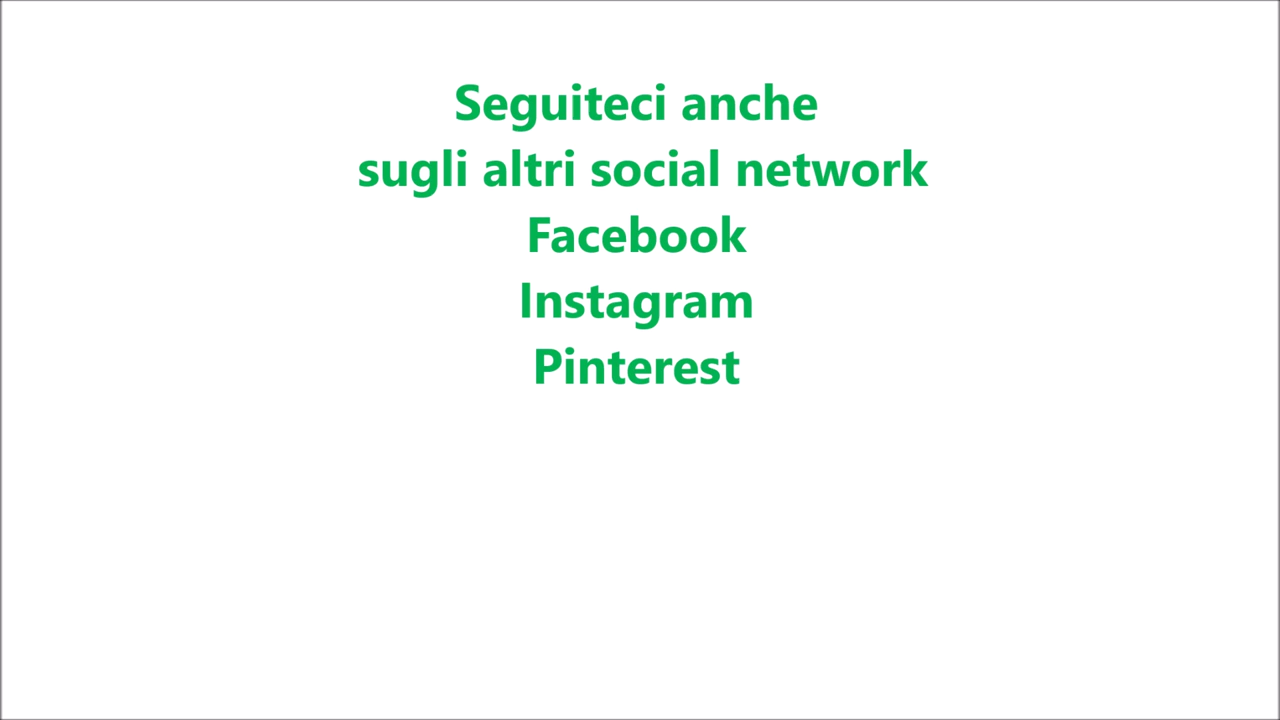 Seguiteci anche
sugli altri social network
Facebook
Instagram
Pinterest